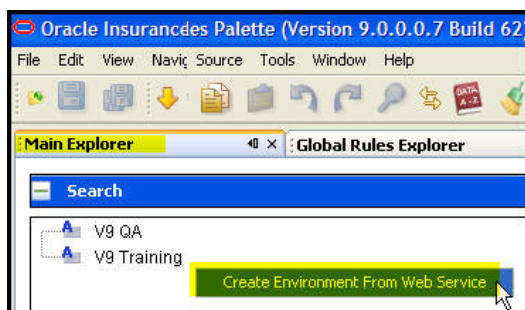 Oracle Insurancdes Palette (Version 9.0.0.0.7 Build 62)
File Edit View Navig Source Tools Window Help
DATA A-Z
Main Explorer Global Rules Explorer
Search
A V9 QA
A V9 Training
Create Environment From Web Service